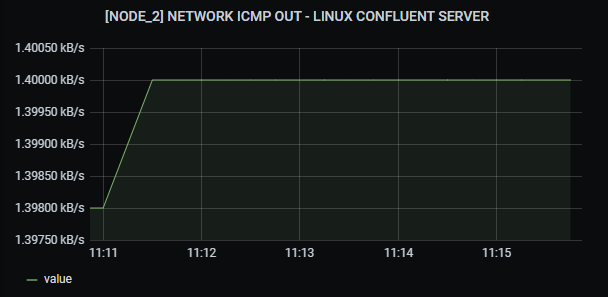 [NODE_2] NETWORK ICMP OUT - LINUX CONFLUENT SERVER
1.40050 kB/s
1.40000 kB/s
1.39950 kB/s
1.39900 kB/s
1.39850 kB/s
1.39800 kB/s
1.39750 kB/s
11:11 11:12 11:13 11:14 11:15
value